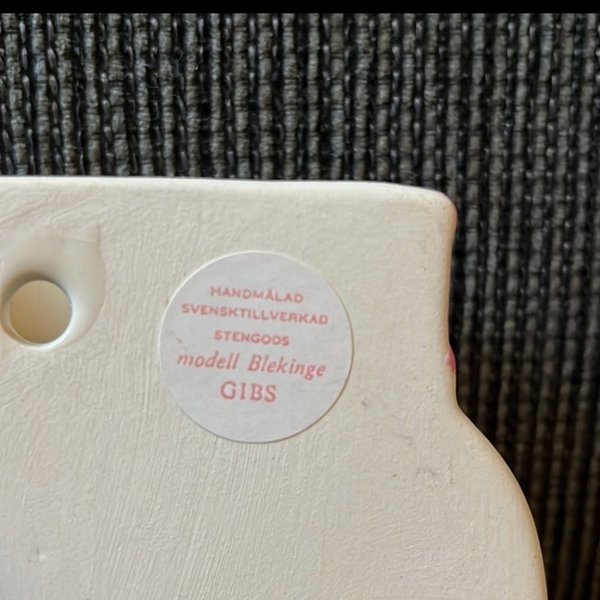 HANDMÅLAD
SVENSKTILLVERKAD
STENGODS
modell Blekinge
GIBS